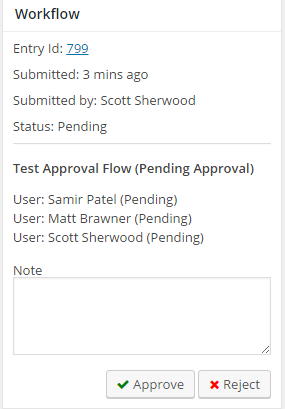 Workflow
Entry Id: 799
Submitted: 3 mins ago
Submitted by: Scott Sherwood
Status: Pending
Test Approval Flow (Pending Approval)
User: Samir Patel (Pending)
User: Matt Brawner (Pending)
User: Scott Sherwood (Pending)
Note
Approve Reject